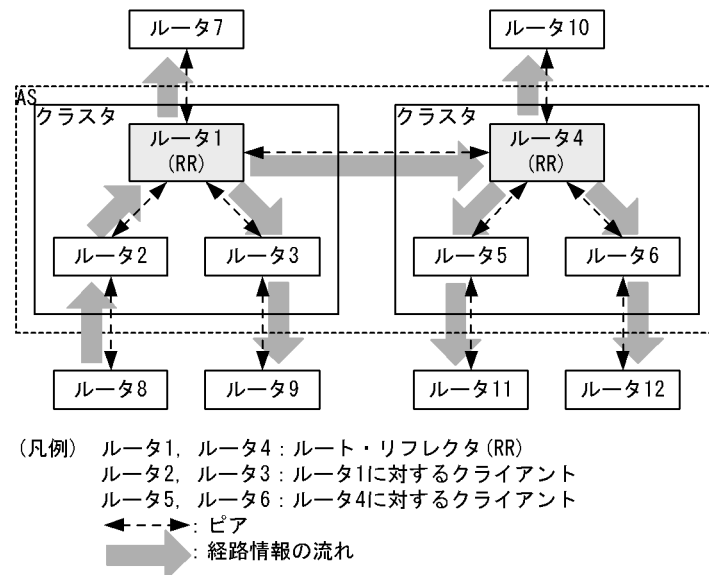 ルータ7
ルータ10
AS
クラスタ
クラスタ
ルータ1
(RR)
ルータ4
(RR)
ルータ2
ルータ3
ルータ5
ルータ6
ルータ8
ルータ9
ルータ11
ルータ12
(凡例) ルータ1, ルータ4:ルート・リフレクタ(RR)
ルータ2, ルータ3:ルータ1に対するクライアント
ルータ5, ルータ6:ルータ4に対するクライアント
:ピア
:経路情報の流れ